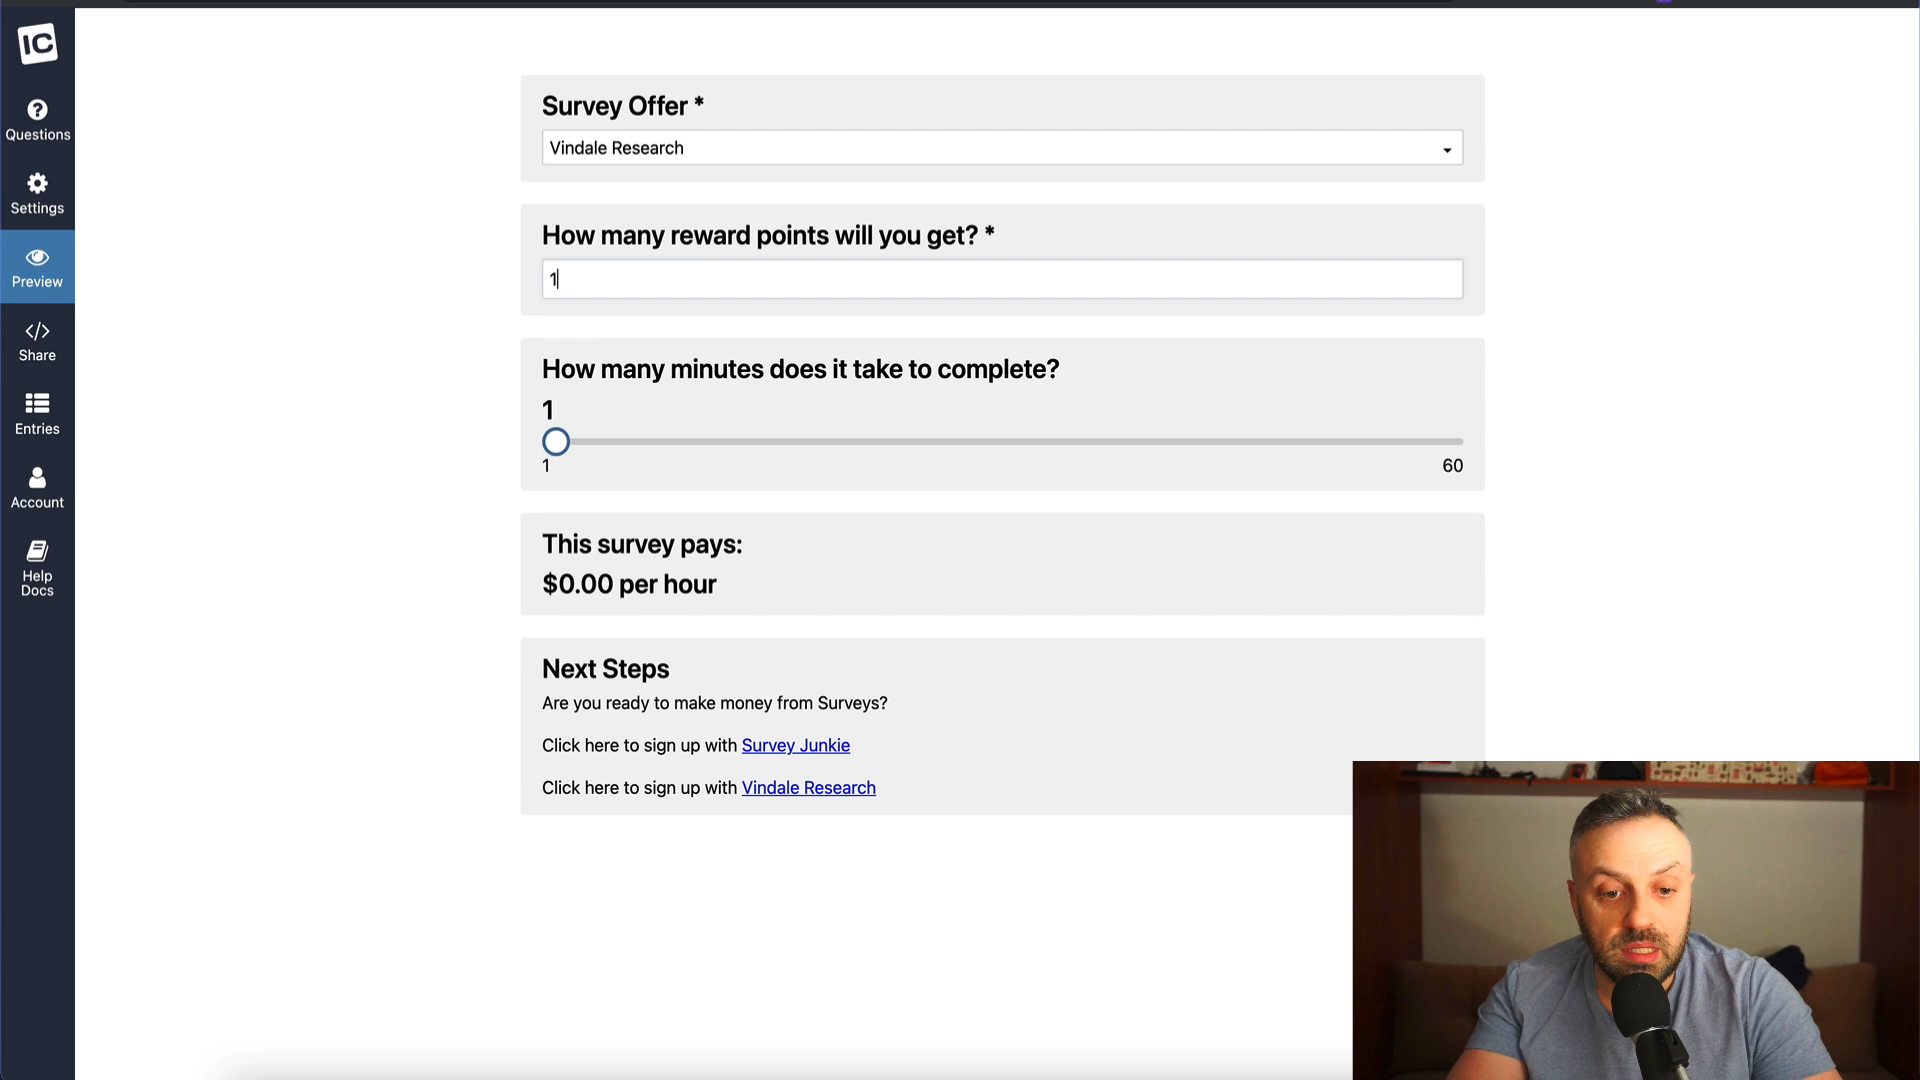 IC
Questions
Settings
Preview
Share
Entries
Account
Help
Docs
Survey Offer *
Vindale Research
How many reward points will you get? *
1
How many minutes does it take to complete?
1
1
60
This survey pays:
$0.00 per hour
Next Steps
Are you ready to make money from Surveys?
Click here to sign up with Survey Junkie
Click here to sign up with Vindale Research